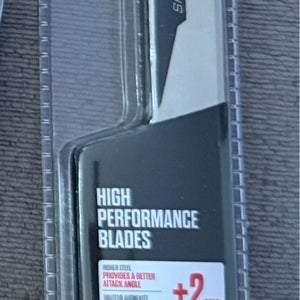 HIGH
PERFORMANCE
BLADES
HIGHER STEEL
PROVIDES A BETTER
ATTACK ANGLE
+2